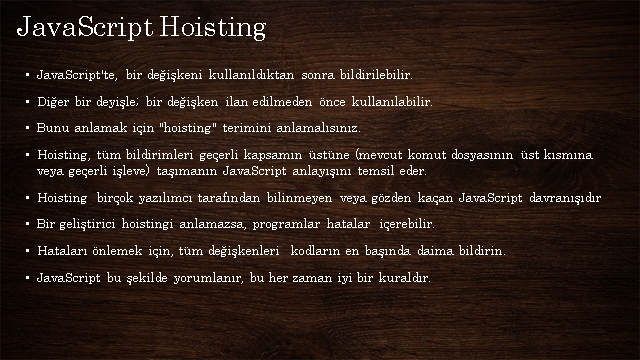 JavaScript Hoisting
• JavaScript'te, bir değişkeni kullanıldıktan sonra bildirilebilir.
• Diğer bir deyişle; bir değişken ilan edilmeden önce kullanılabilir.
• Bunu anlamak için "hoisting" terimini anlamalısınız.
• Hoisting, tüm bildirimleri geçerli kapsamın üstüne (mevcut komut dosyasının üst kısmına
veya geçerli işleve) taşımanın JavaScript anlayışını temsil eder.
• Hoisting birçok yazılımcı tarafından bilinmeyen veya gözden kaçan JavaScript davranışıdır
• Bir geliştirici hoistingi anlamazsa, programlar hatalar içerebilir.
• Hataları önlemek için, tüm değişkenleri kodların en başında daima bildirin.
• JavaScript bu şekilde yorumlanır, bu her zaman iyi bir kuraldır.